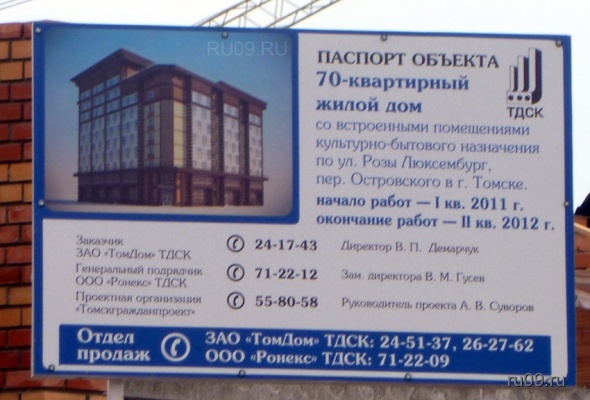 RU09.RU
ПАСПОРТ ОБЪЕКТА
70-квартирный
жилой дом
ТДСК
со встроенными помещениями
культурно-бытового назначения
по ул. Розы Люксембург,
пер. Островского в г. Томске.
начало работ — I кв. 2011 г.
окончание работ — II кв. 2012 г.
Заказчик
ЗАО «ТомДом» ТДСК
24-17-43
Директор В. П. Демарчук
Генеральный подрядчик
ООО «Ронекс» ТДСК
71-22-12
Зам. директора В. М. Гусев
Проектная организация
"Томскгражданпроект»
55-80-58
Руководитель проекта А. В. Суворов
Отдел
продаж
ЗАО «ТомДом» ТДСК: 24-51-37, 26-27-62
ООО «Ронекс» ТДСК: 71-22-09
ru09.ru